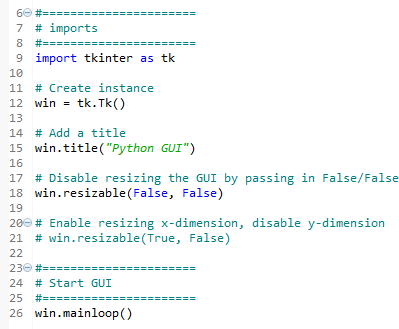 6 #======================
7 # imports
8 #======================
9 import tkinter as tk
10
11 # Create instance
12 win = tk.Tk()
13
14 # Add a title
15 win.title("Python GUI")
16
17 # Disable resizing the GUI by passing in False/False
18 win.resizable(False, False)
19
20 # Enable resizing x-dimension, disable y-dimension
21 # win.resizable(True, False)
22
23 #======================
24 # Start GUI
25 #======================
26 win.mainloop()